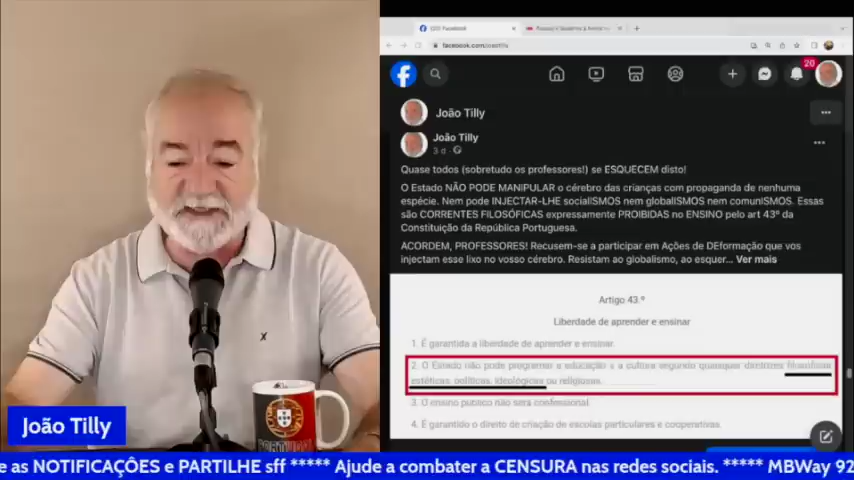 João Tilly
PORTUGAL
e as NOTIFICAÇÕES e PARTILHE sff ***** Ajude a combater a CENSURA nas redes sociais. ***** MBWay 92
Facebook
20
João Tilly
João Tilly
3 d
Quase todos (sobretudo os professores!) se ESQUECEM disto!
O Estado NÃO PODE MANIPULAR o cérebro das crianças com propaganda de nenhuma
espécie. Nem pode INJECTAR-LHE socialISMOS nem globalISMOS nem comunISMOS. Essas
são CORRENTES FILOSÓFICAS expressamente PROIBIDAS no ENSINO pelo art 43º da
Constituição da República Portuguesa.
ACORDEM, PROFESSORES! Recusem-se a participar em Ações de DEformação que vos
injectam esse lixo no vosso cérebro. Resistam ao globalismo, ao esquer... Ver mais
Artigo 43.º
Liberdade de aprender e ensinar
1. É garantida a liberdade de aprender e ensinar.
2. O Estado não pode programar a educação e a cultura segundo quaisquer diretrizes filosóficas,
estéticas, políticas, ideológicas ou religiosas.
3. O ensino público não será confessional.
4. É garantido o direito de criação de escolas particulares e cooperativas.